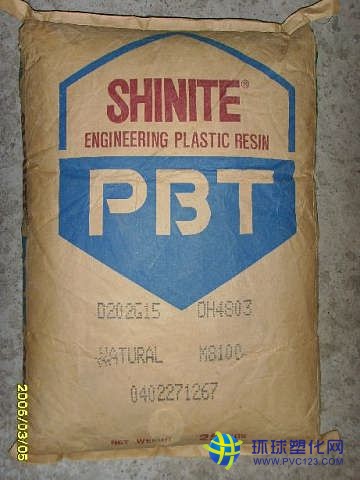 SHINITE®
ENGINEERING PLASTIC RESIN
PBT
D202G15 DH4803
NATURAL M8100
0402271267
NET WEIGHT
2006/03/05
环球塑化网
WWW.PVC123.COM